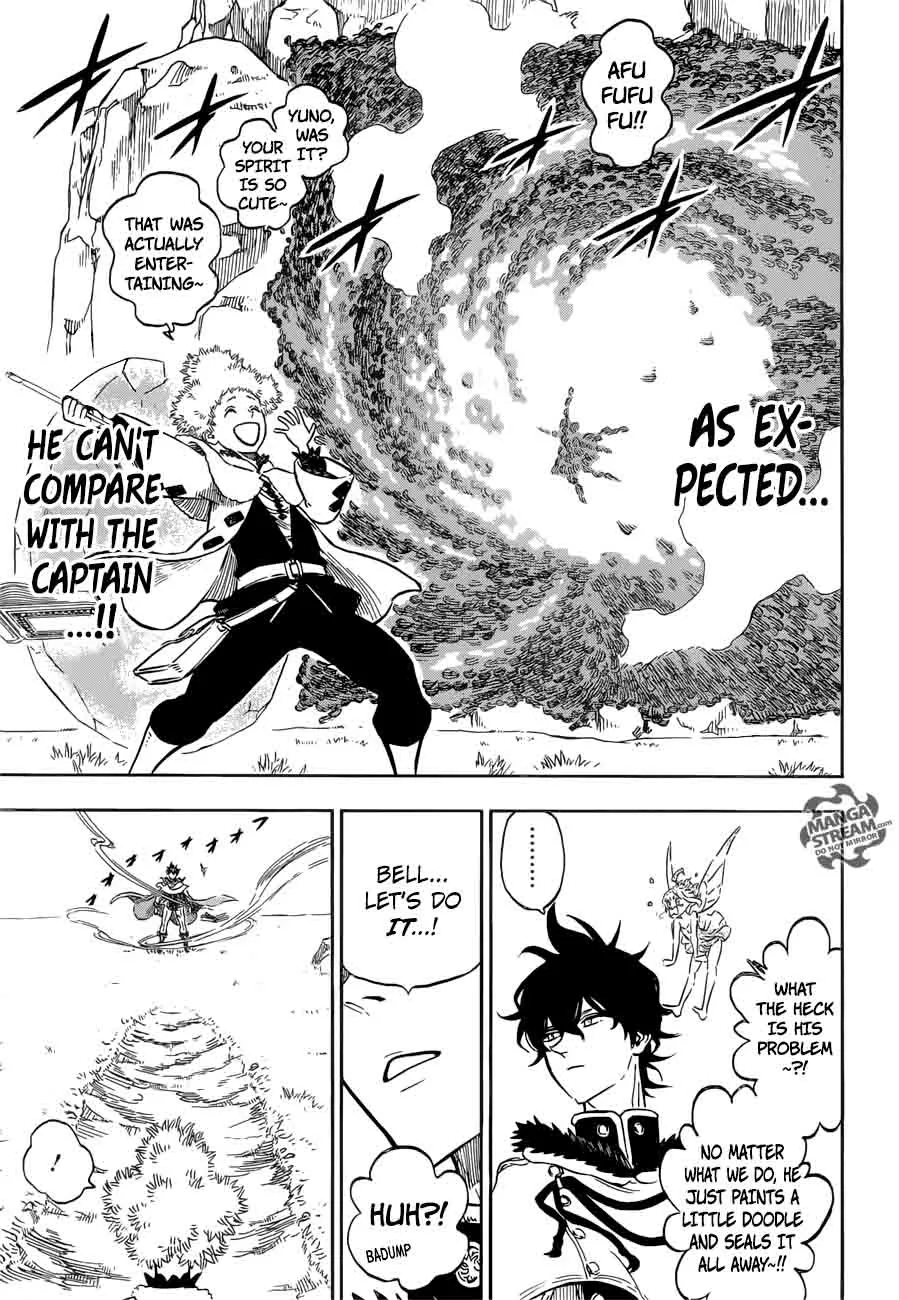 AFU
FUFU
FU!!
YUNO,
WAS
IT?
YOUR
SPIRIT
IS SO
CUTE~
THAT WAS
ACTUALLY
ENTER-
TAINING~
AS EX-
PECTED...
HE CAN'T
COMPARE
WITH THE
CAPTAIN
...!!
MANGA
STREAM.com
DO NOT MIRROR!
........
WHAT
THE HECK
IS HIS
PROBLEM
~?!
NO MATTER
WHAT WE DO, HE
JUST PAINTS A
LITTLE DOODLE
AND SEALS IT
ALL AWAY~!!
BELL...
LET'S DO
IT...!
HUH?!
BADUMP
!